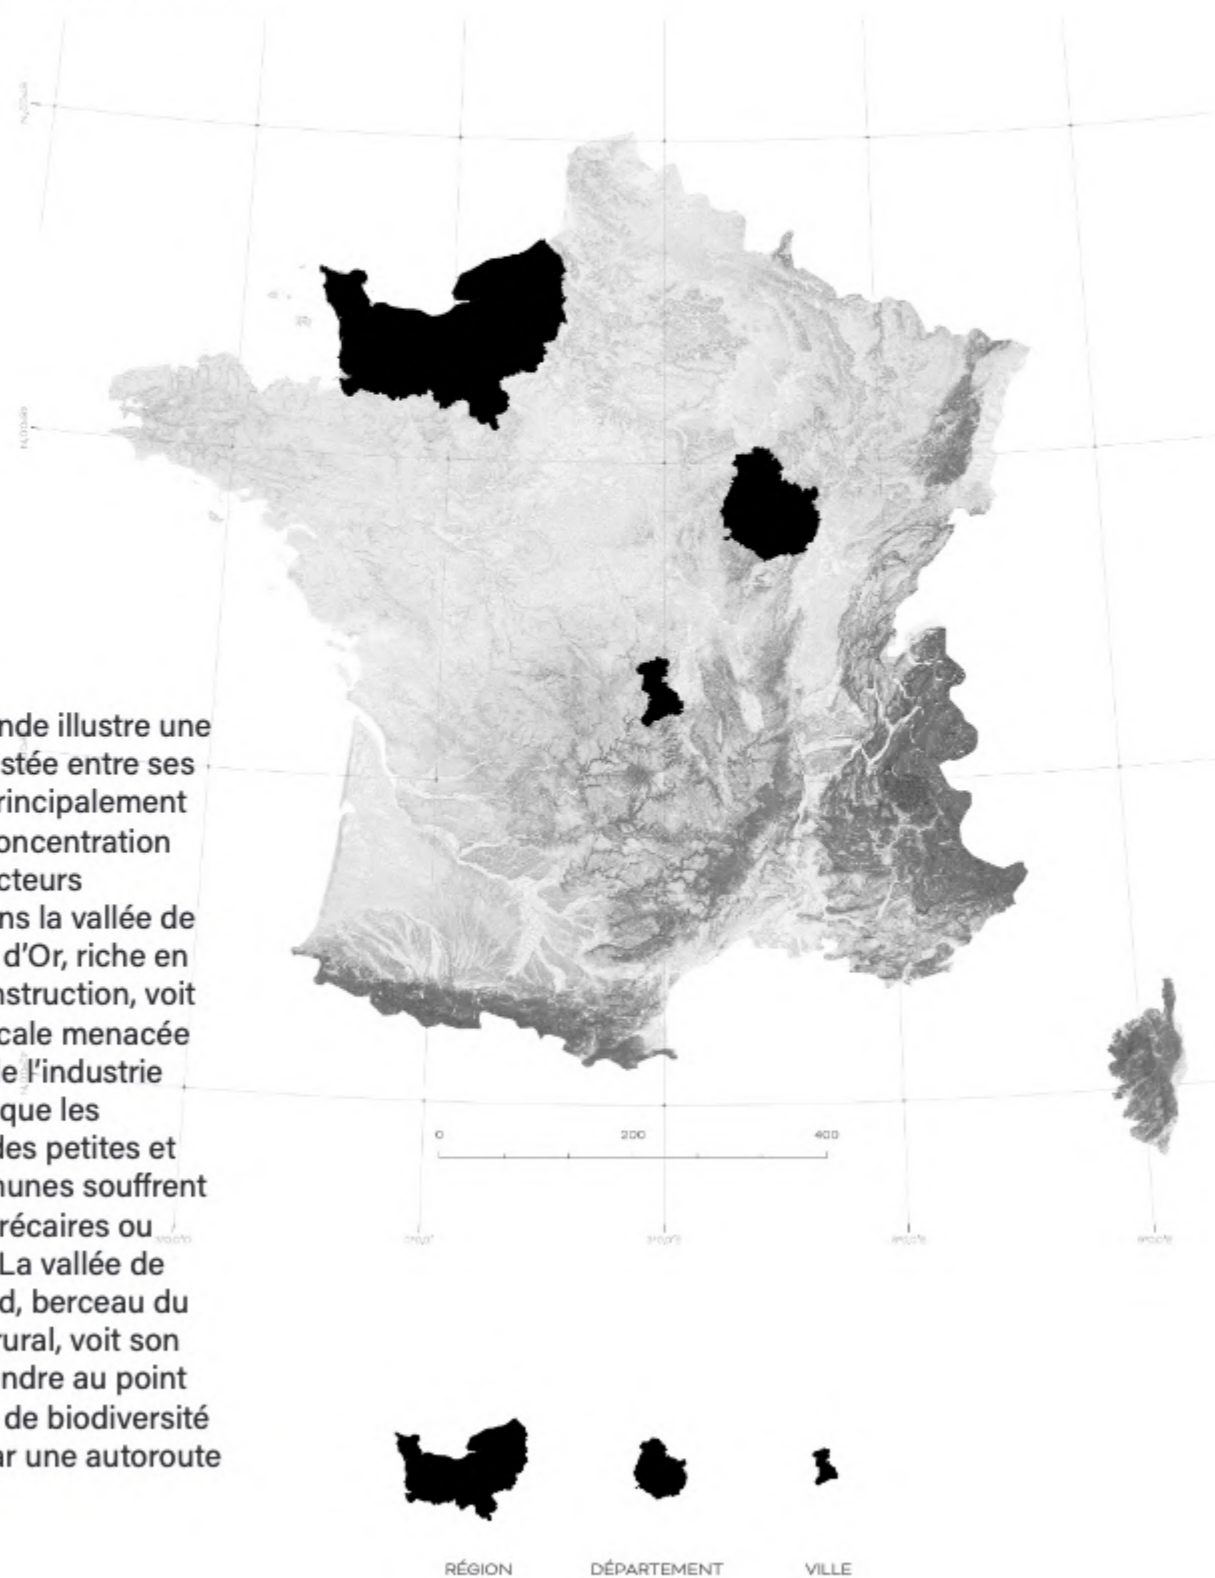 nde illustre une
stée entre ses
rincipalement
oncentration
cteurs
ns la vallée de
d'Or, riche en
nstruction, voit
cale menacée
e l'industrie
que les
des petites et
nunes souffrent
récaires ou
La vallée de
d, berceau du
rural, voit son
ndre au point
de biodiversité
ar une autoroute
0 200 400
RÉGION DÉPARTEMENT VILLE